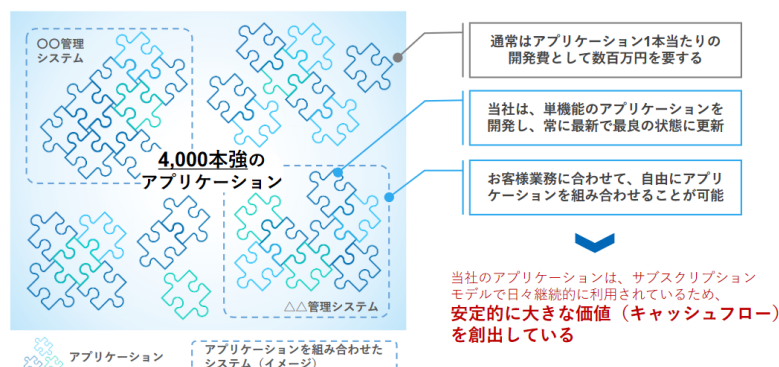 〇〇管理
システム
4,000本強の
アプリケーション
△△管理システム
通常はアプリケーション1本当たりの
開発費として数百万円を要する
当社は、単機能のアプリケーションを
開発し、常に最新で最良の状態に更新
お客様業務に合わせて、自由にアプリ
ケーションを組み合わせることが可能
当社のアプリケーションは、サブスクリプション
モデルで日々継続的に利用されているため、
安定的に大きな価値（キャッシュフロー）
を創出している
アプリケーション
アプリケーションを組み合わせた
システム（イメージ）